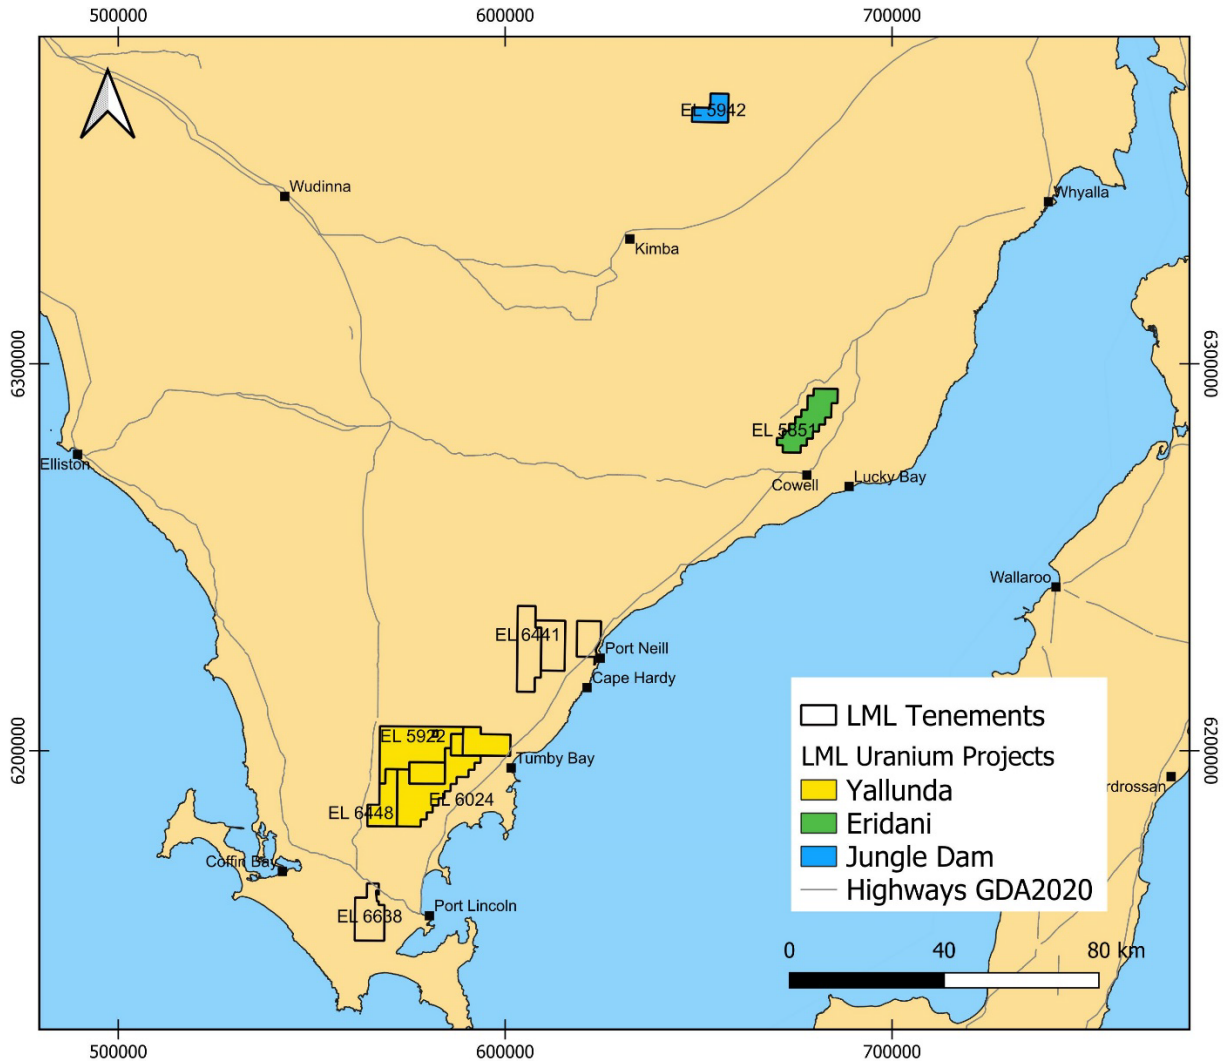 500000
600000
700000
EL 5942
Wudinna
Whyalla
Kimba
6300000
6300000
EL 5851
Elliston
Cowell
Lucky Bay
Wallaroo
EL 6441
Port Neill
Cape Hardy
6200000
6200000
EL 5922
Tumby Bay
EL 6024
EL 6448
rdrossan
Coffin Bay
EL 6638
Port Lincoln
LML Tenements
LML Uranium Projects
Yallunda
Eridani
Jungle Dam
Highways GDA2020
0 40 80 km
500000
600000
700000